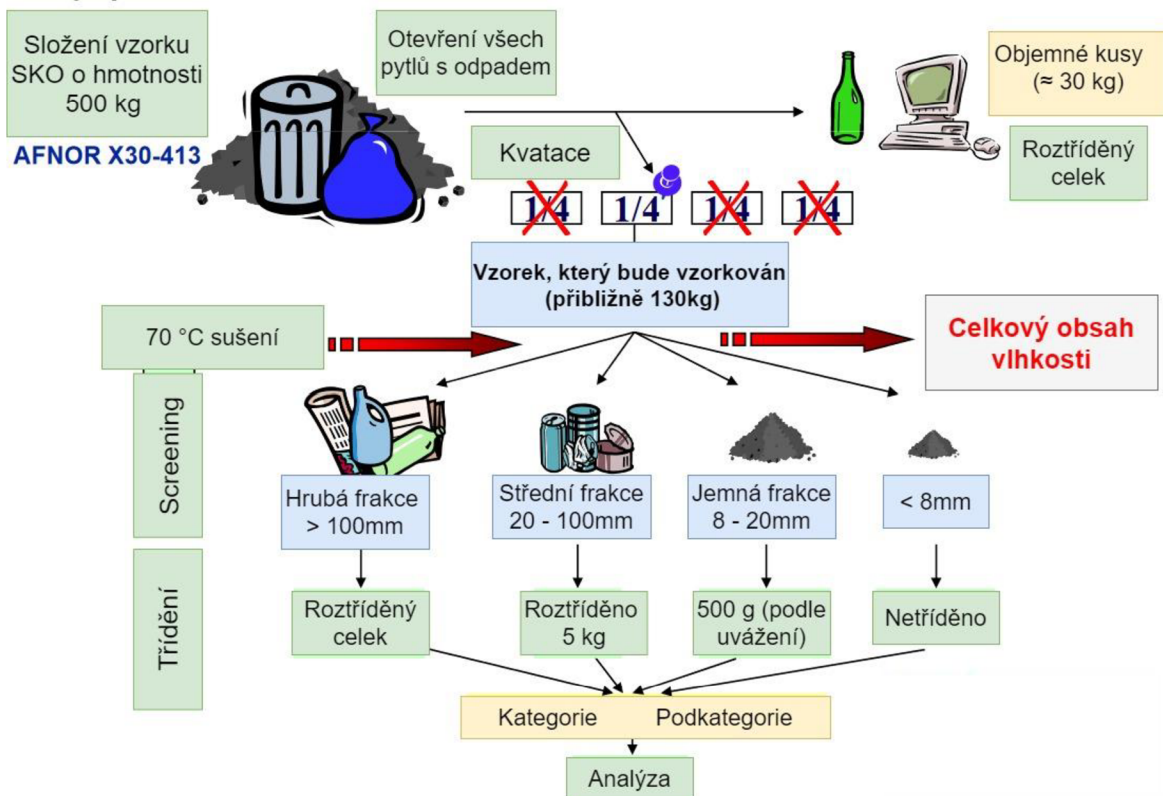 Složení vzorku
SKO o hmotnosti
500 kg
AFNOR X30-413
Otevření všech
pytlů s odpadem
Objemné kusy
(≈ 30 kg)
Roztříděný
celek
Kvatace
1/4
1/4
1/4
1/4
Vzorek, který bude vzorkován
(přibližně 130kg)
70 °C sušení
Celkový obsah
vlhkosti
Screening
Hrubá frakce
> 100mm
Střední frakce
20 - 100mm
Jemná frakce
8 - 20mm
< 8mm
Třídění
Roztříděný
celek
Roztříděno
5 kg
500 g (podle
uvážení)
Netříděno
Kategorie Podkategorie
Analýza